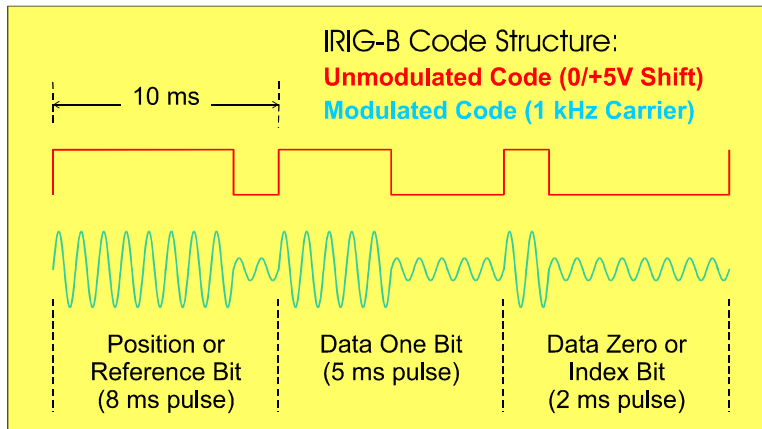 IRIG-B Code Structure:
Unmodulated Code (0/+5V Shift)
Modulated Code (1 kHz Carrier)
10 ms
Position or
Reference Bit
(8 ms pulse)
Data One Bit
(5 ms pulse)
Data Zero or
Index Bit
(2 ms pulse)